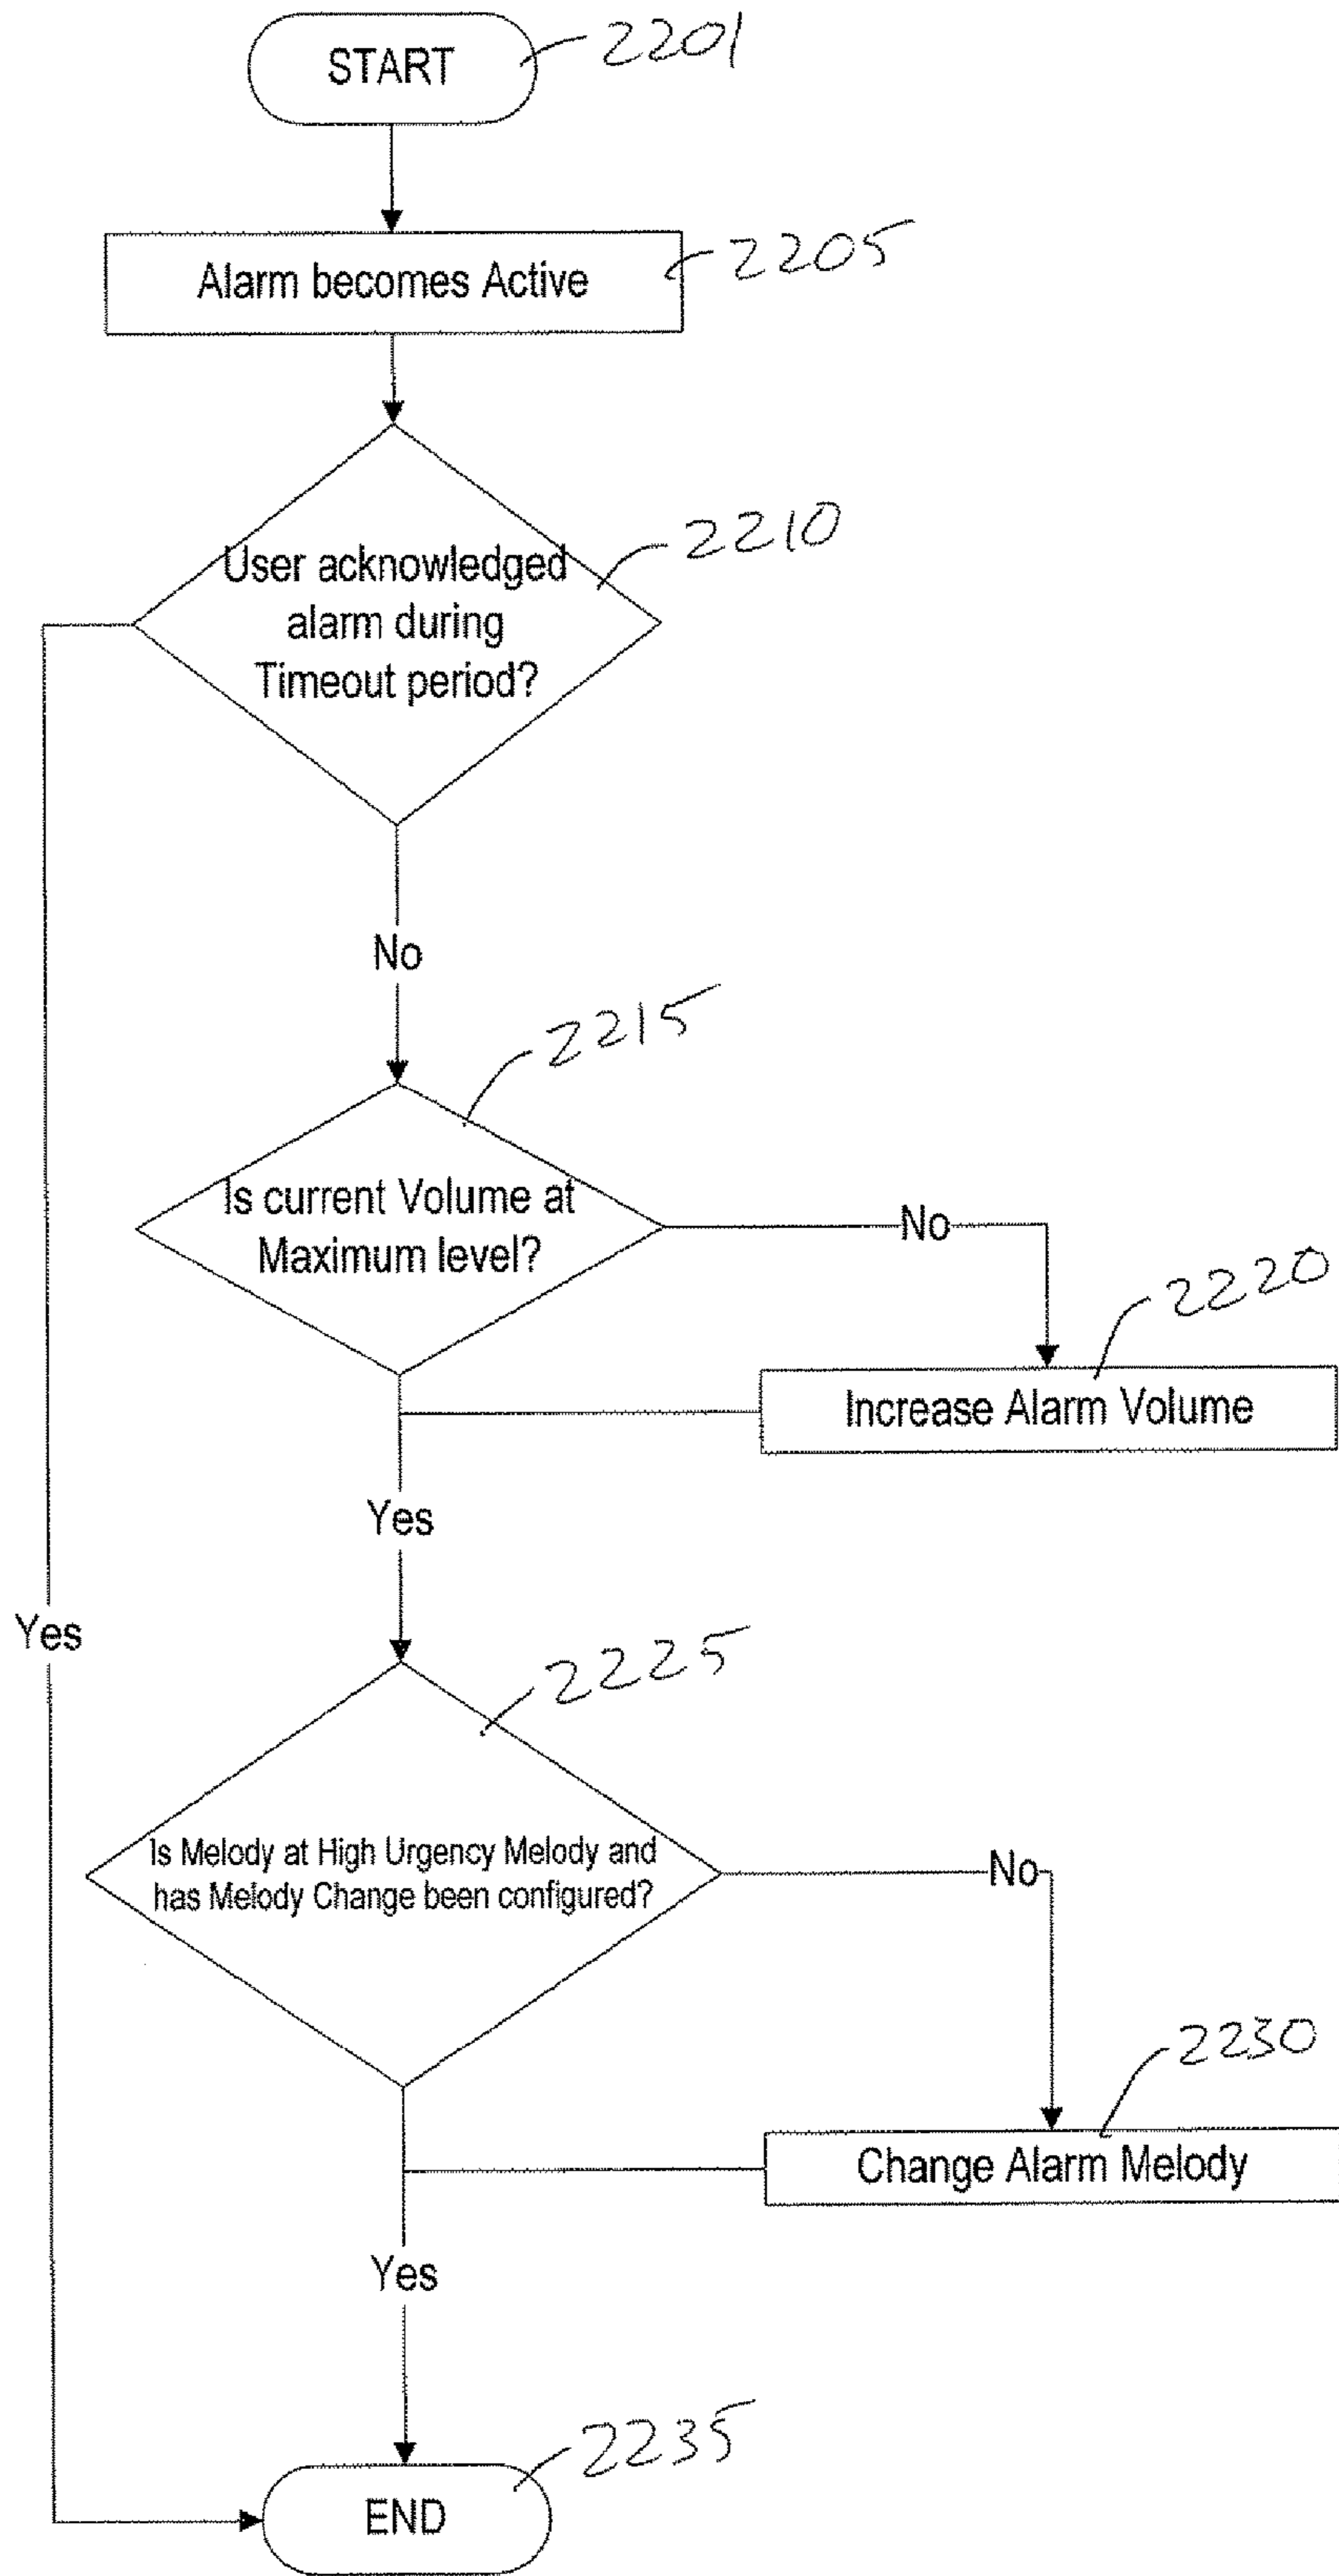 START
2201
Alarm becomes Active
2205
User acknowledged
alarm during
Timeout period?
2210
No
2215
Is current Volume at
Maximum level?
No
2220
Increase Alarm Volume
Yes
Yes
2225
Is Melody at High Urgency Melody and
has Melody Change been configured?
No
2230
Change Alarm Melody
Yes
2235
END